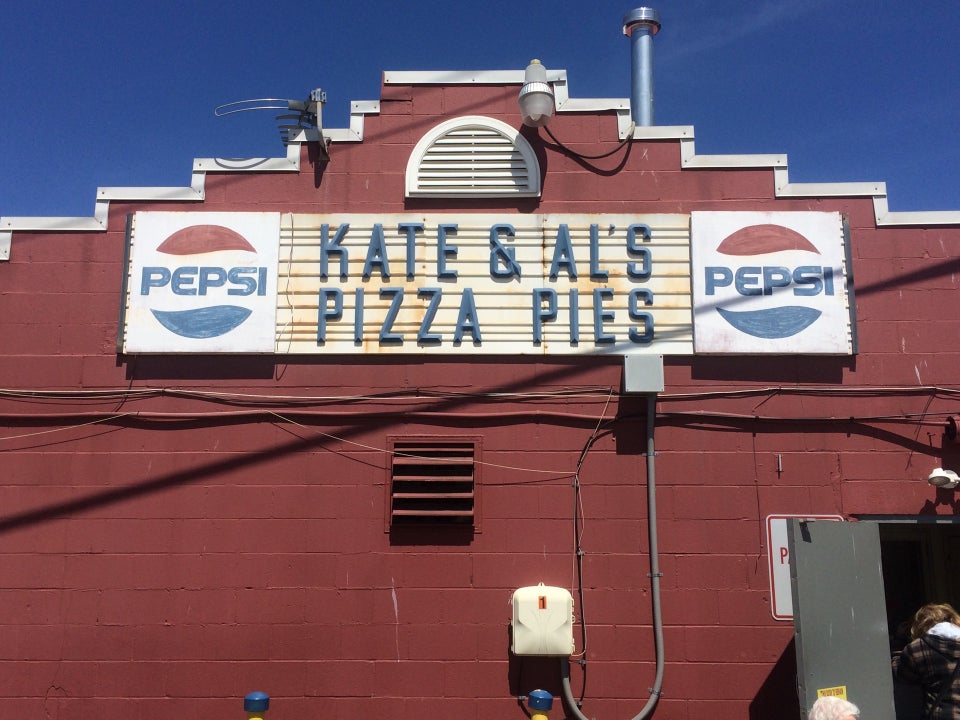 PEPSI
KATE & AL'S
PIZZA PIES
PEPSI
1